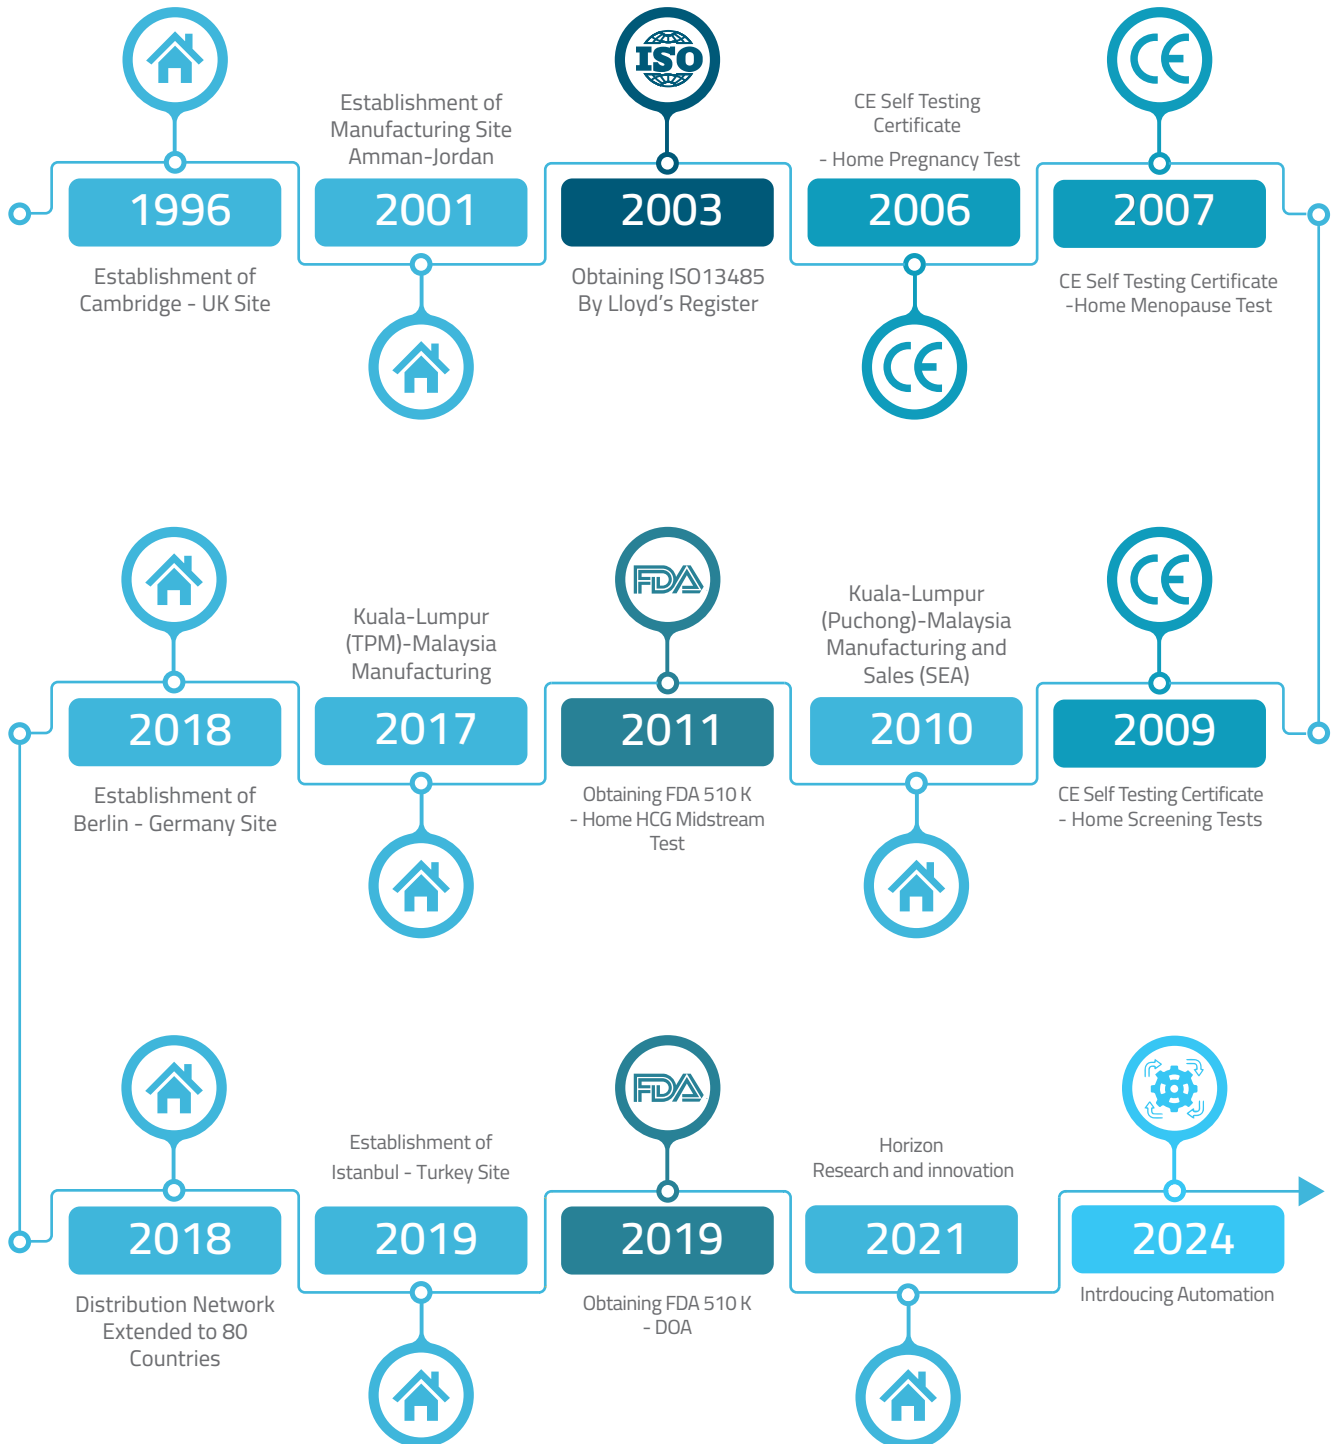 ISO
CE
1996
Establishment of
Cambridge - UK Site
Establishment of
Manufacturing Site
Amman-Jordan
2001
2003
Obtaining ISO13485
By Lloyd’s Register
CE Self Testing
Certificate
- Home Pregnancy Test
2006
CE
2007
CE Self Testing Certificate
-Home Menopause Test
CE
2009
CE Self Testing Certificate
- Home Screening Tests
Kuala-Lumpur
(Puchong)-Malaysia
Manufacturing and
Sales (SEA)
2010
FDA
2011
Obtaining FDA 510 K
- Home HCG Midstream
Test
Kuala-Lumpur
(TPM)-Malaysia
Manufacturing
2017
2018
Establishment of
Berlin - Germany Site
2018
Distribution Network
Extended to 80
Countries
Establishment of
Istanbul - Turkey Site
2019
FDA
2019
Obtaining FDA 510 K
- DOA
Horizon
Research and innovation
2021
2024
Intrdoucing Automation